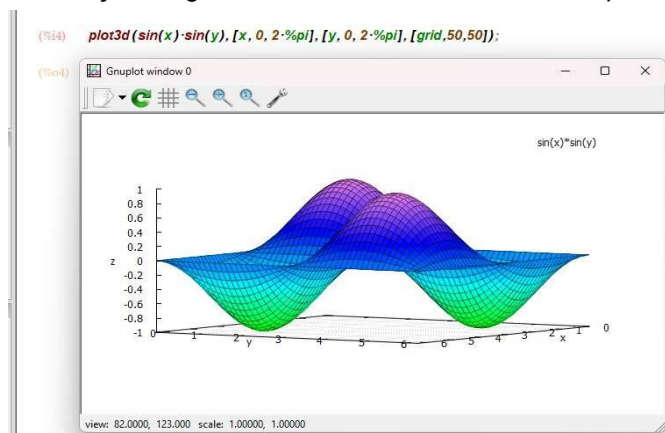 (%i4) plot3d(sin(x)·sin(y),[x, 0, 2·%pi],[y, 0, 2·%pi],[grid,50,50]);
(%o4)
Gnuplot window 0
sin(x)*sin(y)
1
0.8
0.6
0.4
0.2
z 0
-0.2
-0.4
-0.6
-0.8
-1 0 1 2 y 3 4 5 6 6 5 4 3 2 x 1 0
view: 82.0000, 123.000 scale: 1.00000, 1.00000